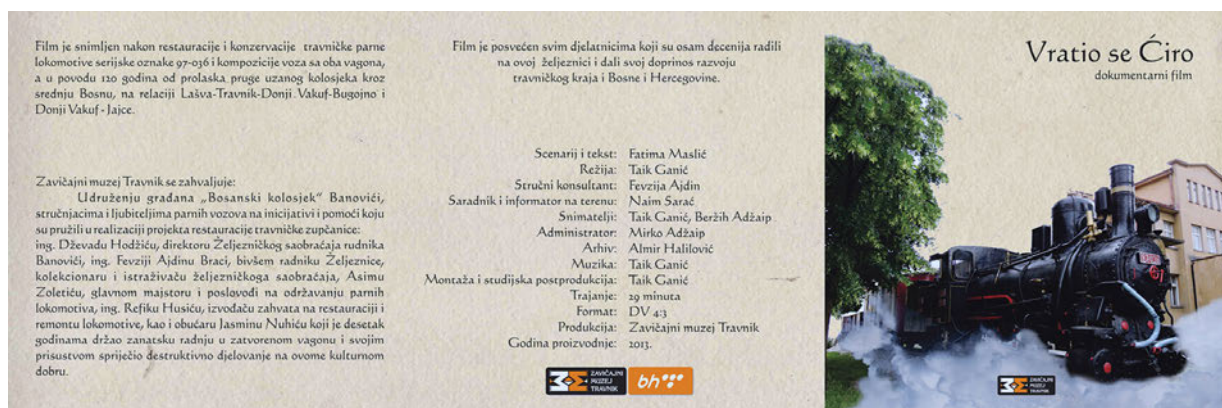 Film je snimljen nakon restauracije i konzervacije travničke parne
lokomotive serijske oznake 97-036 i kompozicije voza sa oba vagona,
a u povodu 120 godina od prolaska pruge uzanog kolosjeka kroz
srednju Bosnu, na relaciji Lašva-Travnik-Donji Vakuf-Bugojno i
Donji Vakuf - Jajce.
Zavičajni muzej Travnik se zahvaljuje:
Udruženju građana „Bosanski kolosjek“ Banovići,
stručnjacima i ljubiteljima parnih vozova na inicijativi i pomoći koju
su pružili u realizaciji projekta restauracije travničke zupčanice:
ing. Dževadu Hodžiću, direktoru Željezničkog saobraćaja rudnika
Banovići, ing. Fevziji Ajdinu Braci, bivšem radniku Željeznice,
kolekcionaru i istraživaču željezničkoga saobraćaja, Asimu
Zoletiću, glavnom majstoru i poslovođi na održavanju parnih
lokomotiva, ing. Refiku Husiću, izvođaču zahvata na restauraciji i
remontu lokomotive, kao i obućaru Jasminu Nuhiću koji je desetak
godinama držao zanatsku radnju u zatvorenom vagonu i svojim
prisustvom spriječio destruktivno djelovanje na ovome kulturnom
dobru.
Film je posvećen svim djelatnicima koji su osam decenija radili
na ovoj željeznici i dali svoj doprinos razvoju
travničkog kraja i Bosne i Hercegovine.
Scenarij i tekst: Fatima Maslić
Režija: Taik Ganić
Stručni konsultant: Fevzija Ajdin
Saradnik i informator na terenu: Naim Sarač
Snimatelji: Taik Ganić, Beržih Adžaip
Administrator: Mirko Adžaip
Arhiv: Almir Halilović
Muzika: Taik Ganić
Montaža i studijska postprodukcija: Taik Ganić
Trajanje: 29 minuta
Format: DV 4:3
Produkcija: Zavičajni muzej Travnik
Godina proizvodnje: 2013.
ZAVIČAJNI
MUZEJ
TRAVNIK
bh
Vratio se Ćiro
dokumentarni film
ZAVIČAJNI
MUZEJ
TRAVNIK